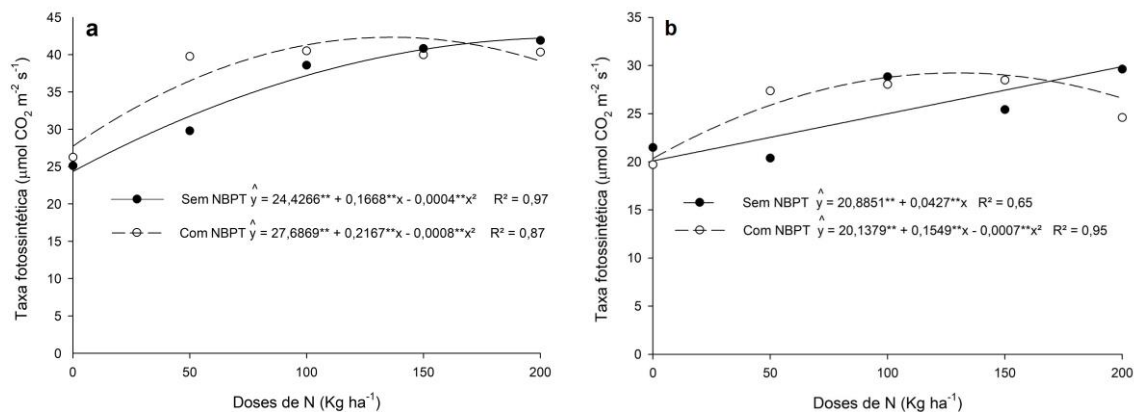 a
Taxa fotossintética (μmol CO₂ m⁻² s⁻¹)
45
40
35
30
25
20
15
10
5
0
Sem NBPT ŷ = 24,4266** + 0,1668**x - 0,0004**x² R² = 0,97
Com NBPT ŷ = 27,6869** + 0,2167**x - 0,0008**x² R² = 0,87
0 50 100 150 200
Doses de N (Kg ha⁻¹)
b
Taxa fotossintética (μmol CO₂ m⁻² s⁻¹)
35
30
25
20
15
10
5
0
Sem NBPT ŷ = 20,8851** + 0,0427**x R² = 0,65
Com NBPT ŷ = 20,1379** + 0,1549**x - 0,0007**x² R² = 0,95
0 50 100 150 200
Doses de N (Kg ha⁻¹)